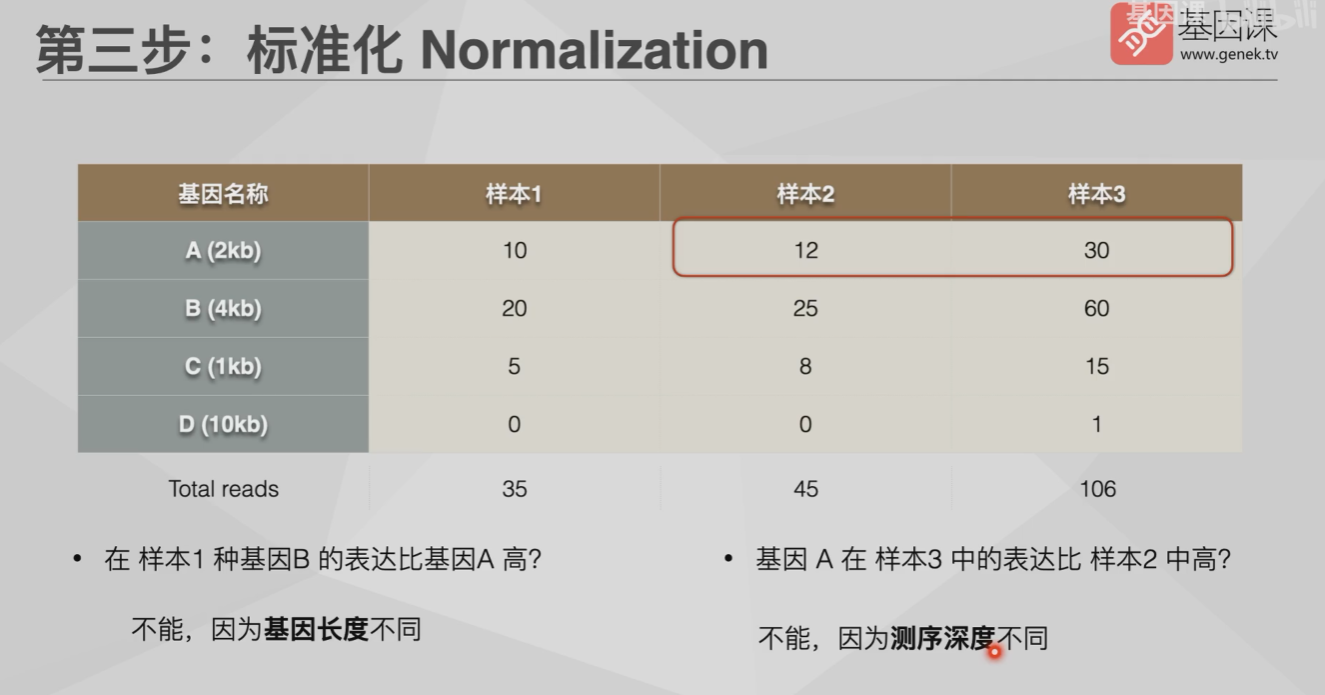 第三步：标准化 Normalization
基因课
www.genek.tv
基因名称 样本1 样本2 样本3
A (2kb) 10 12 30
B (4kb) 20 25 60
C (1kb) 5 8 15
D (10kb) 0 0 1
Total reads 35 45 106
• 在 样本1 种基因B 的表达比基因A 高?
不能，因为基因长度不同
• 基因 A 在 样本3 中的表达比 样本2 中高?
不能，因为测序深度不同